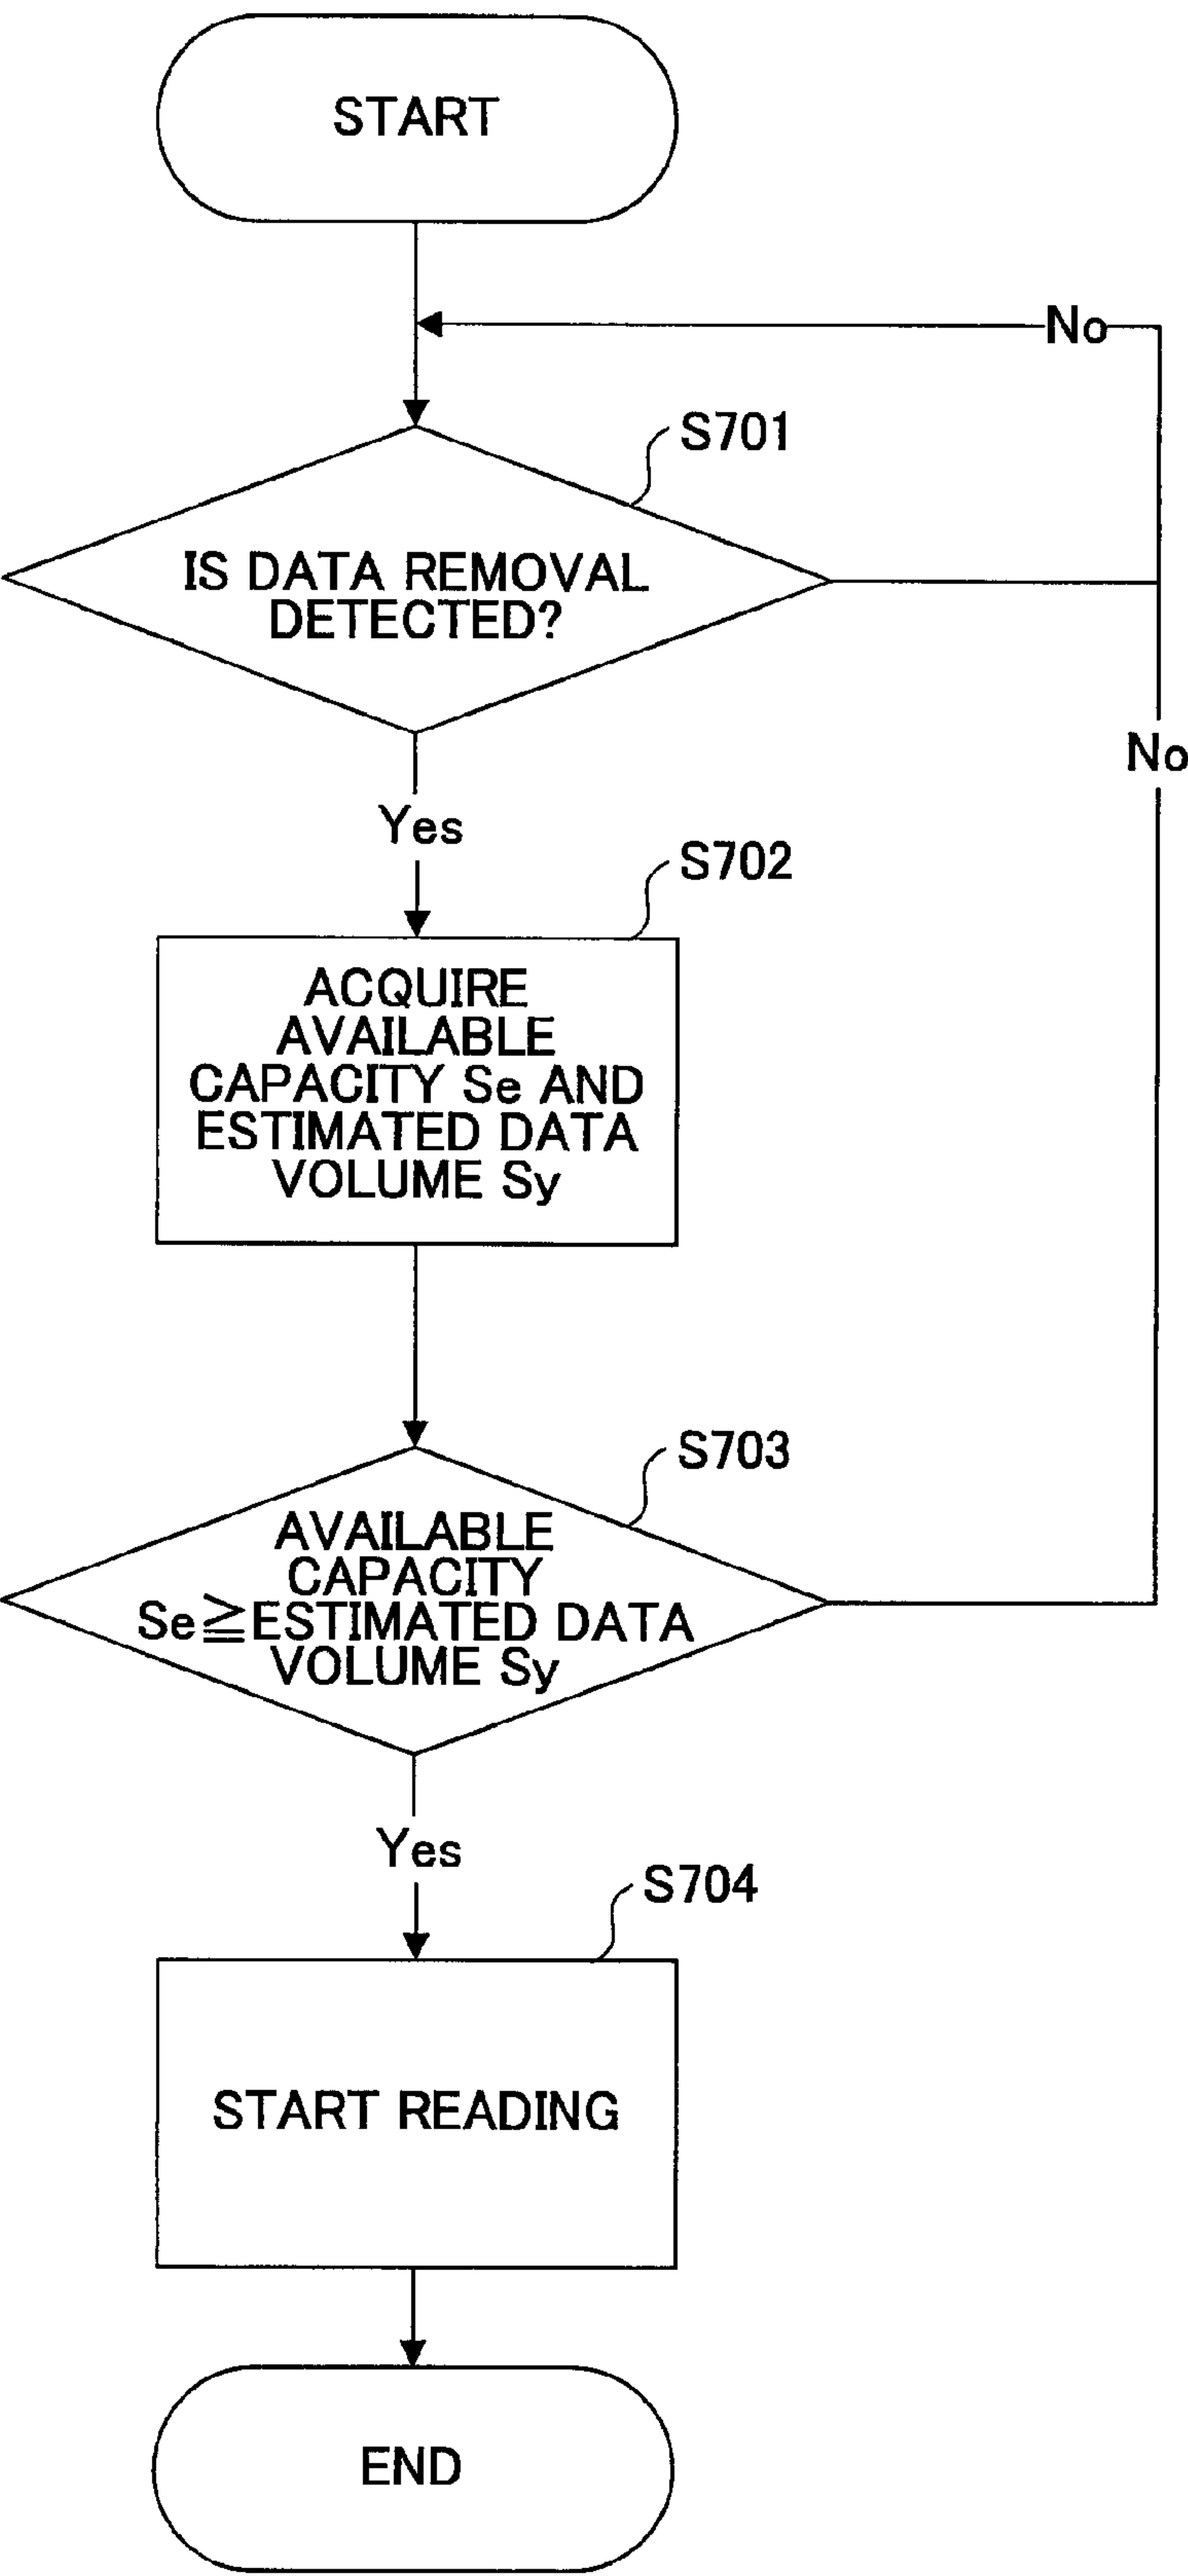 START
No
S701
IS DATA REMOVAL
DETECTED?
No
Yes
S702
ACQUIRE
AVAILABLE
CAPACITY Se AND
ESTIMATED DATA
VOLUME Sy
S703
AVAILABLE
CAPACITY
Se≧ESTIMATED DATA
VOLUME Sy
Yes
S704
START READING
END